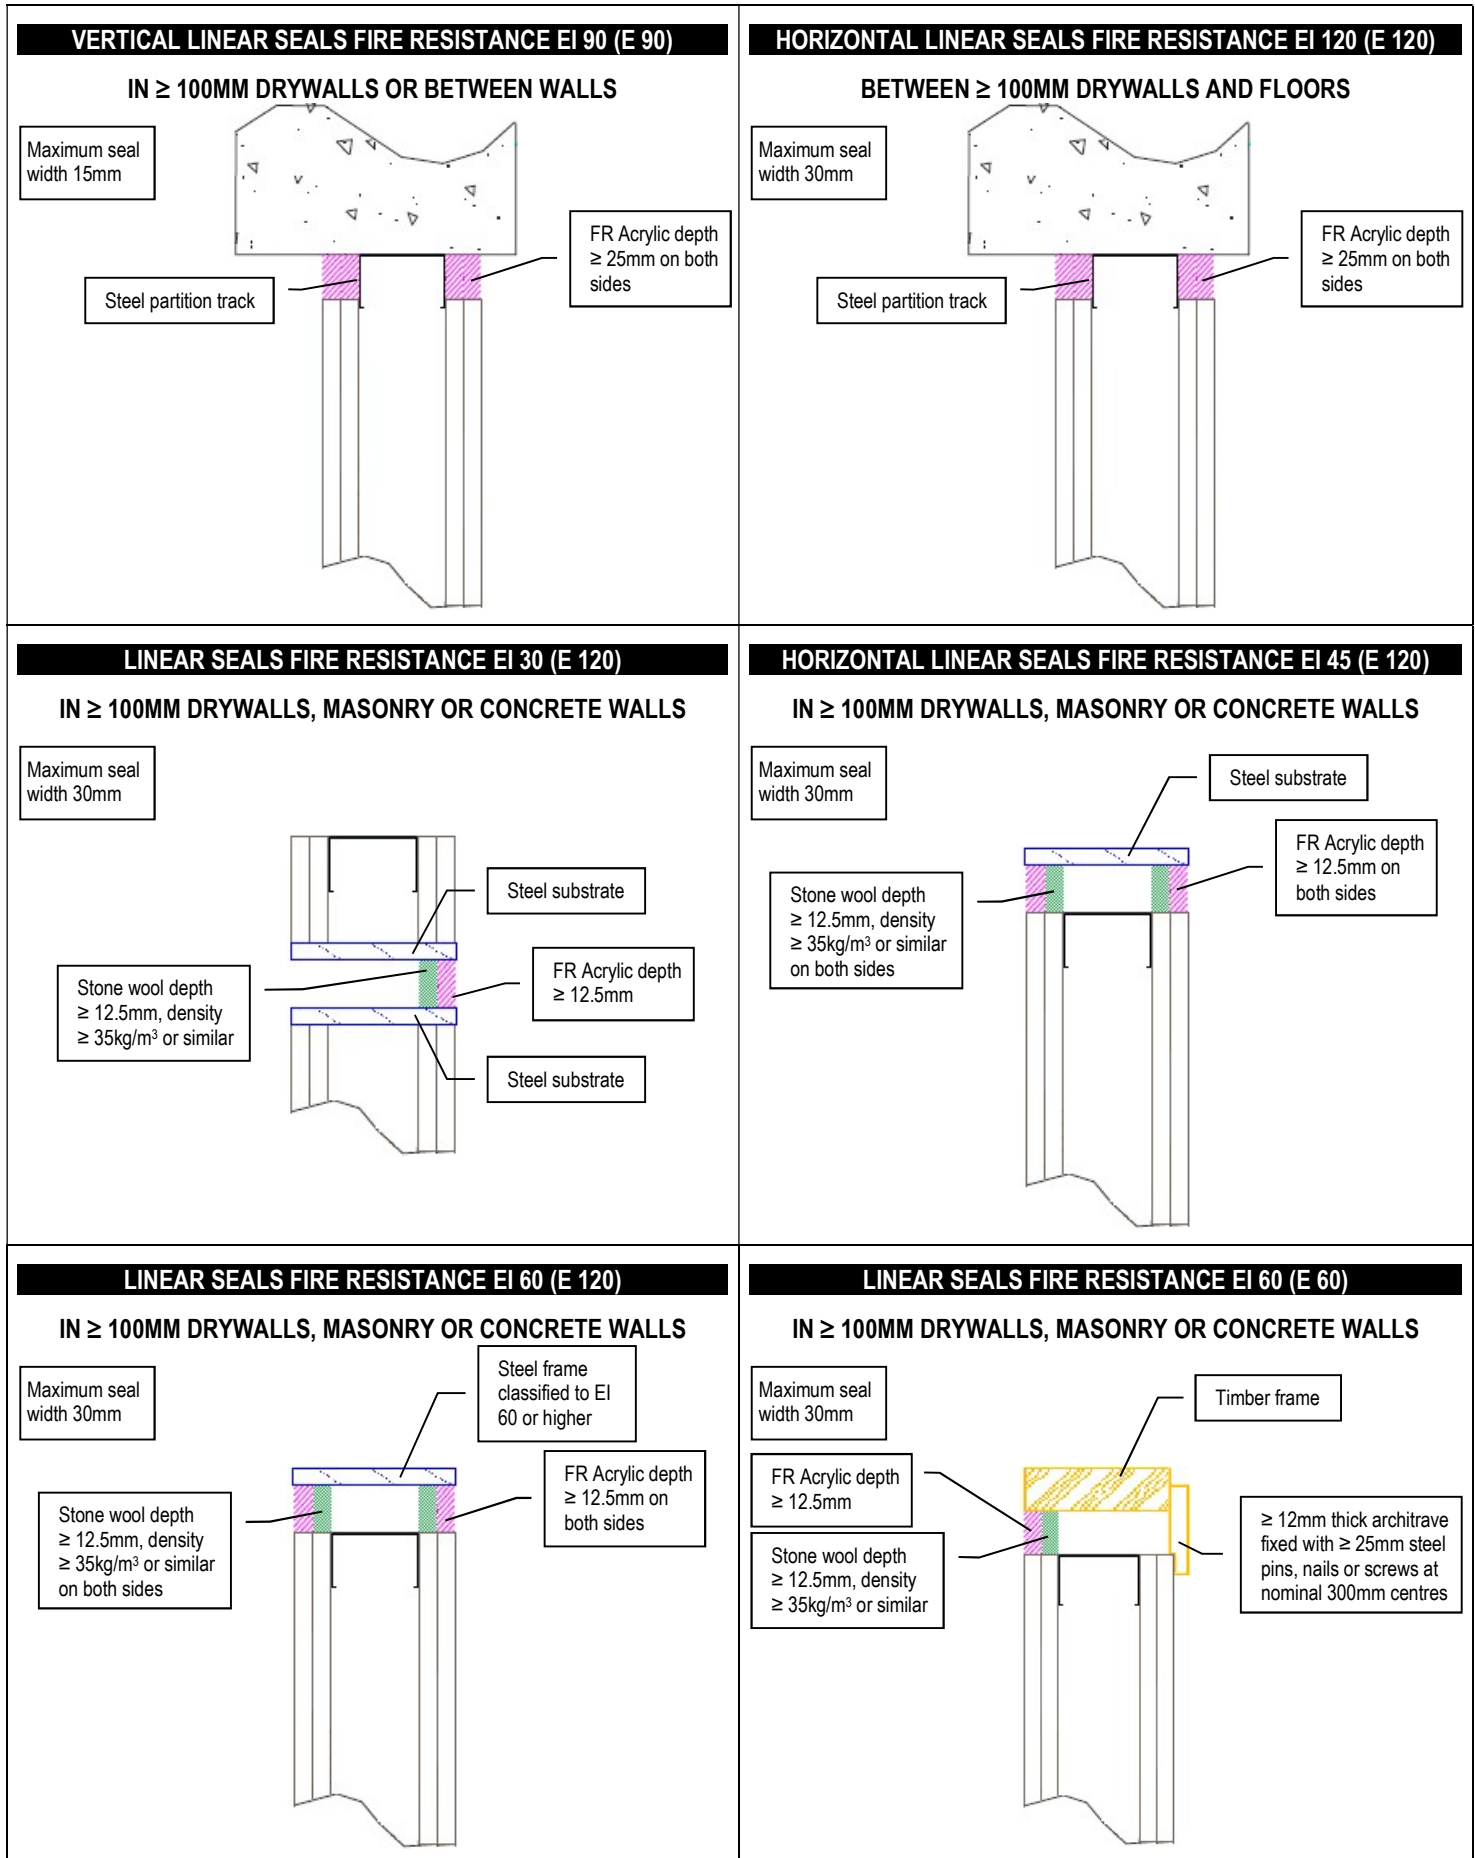 VERTICAL LINEAR SEALS FIRE RESISTANCE EI 90 (E 90)
IN ≥ 100MM DRYWALLS OR BETWEEN WALLS
Maximum seal
width 15mm
FR Acrylic depth
≥ 25mm on both
sides
Steel partition track
HORIZONTAL LINEAR SEALS FIRE RESISTANCE EI 120 (E 120)
BETWEEN ≥ 100MM DRYWALLS AND FLOORS
Maximum seal
width 30mm
FR Acrylic depth
≥ 25mm on both
sides
Steel partition track
LINEAR SEALS FIRE RESISTANCE EI 30 (E 120)
IN ≥ 100MM DRYWALLS, MASONRY OR CONCRETE WALLS
Maximum seal
width 30mm
Steel substrate
FR Acrylic depth
≥ 12.5mm
Stone wool depth
≥ 12.5mm, density
≥ 35kg/m³ or similar
Steel substrate
HORIZONTAL LINEAR SEALS FIRE RESISTANCE EI 45 (E 120)
IN ≥ 100MM DRYWALLS, MASONRY OR CONCRETE WALLS
Maximum seal
width 30mm
Steel substrate
FR Acrylic depth
≥ 12.5mm on
both sides
Stone wool depth
≥ 12.5mm, density
≥ 35kg/m³ or similar
on both sides
LINEAR SEALS FIRE RESISTANCE EI 60 (E 120)
IN ≥ 100MM DRYWALLS, MASONRY OR CONCRETE WALLS
Maximum seal
width 30mm
Steel frame
classified to EI
60 or higher
FR Acrylic depth
≥ 12.5mm on
both sides
Stone wool depth
≥ 12.5mm, density
≥ 35kg/m³ or similar
on both sides
LINEAR SEALS FIRE RESISTANCE EI 60 (E 60)
IN ≥ 100MM DRYWALLS, MASONRY OR CONCRETE WALLS
Maximum seal
width 30mm
Timber frame
FR Acrylic depth
≥ 12.5mm
Stone wool depth
≥ 12.5mm, density
≥ 35kg/m³ or similar
≥ 12mm thick architrave
fixed with ≥ 25mm steel
pins, nails or screws at
nominal 300mm centres